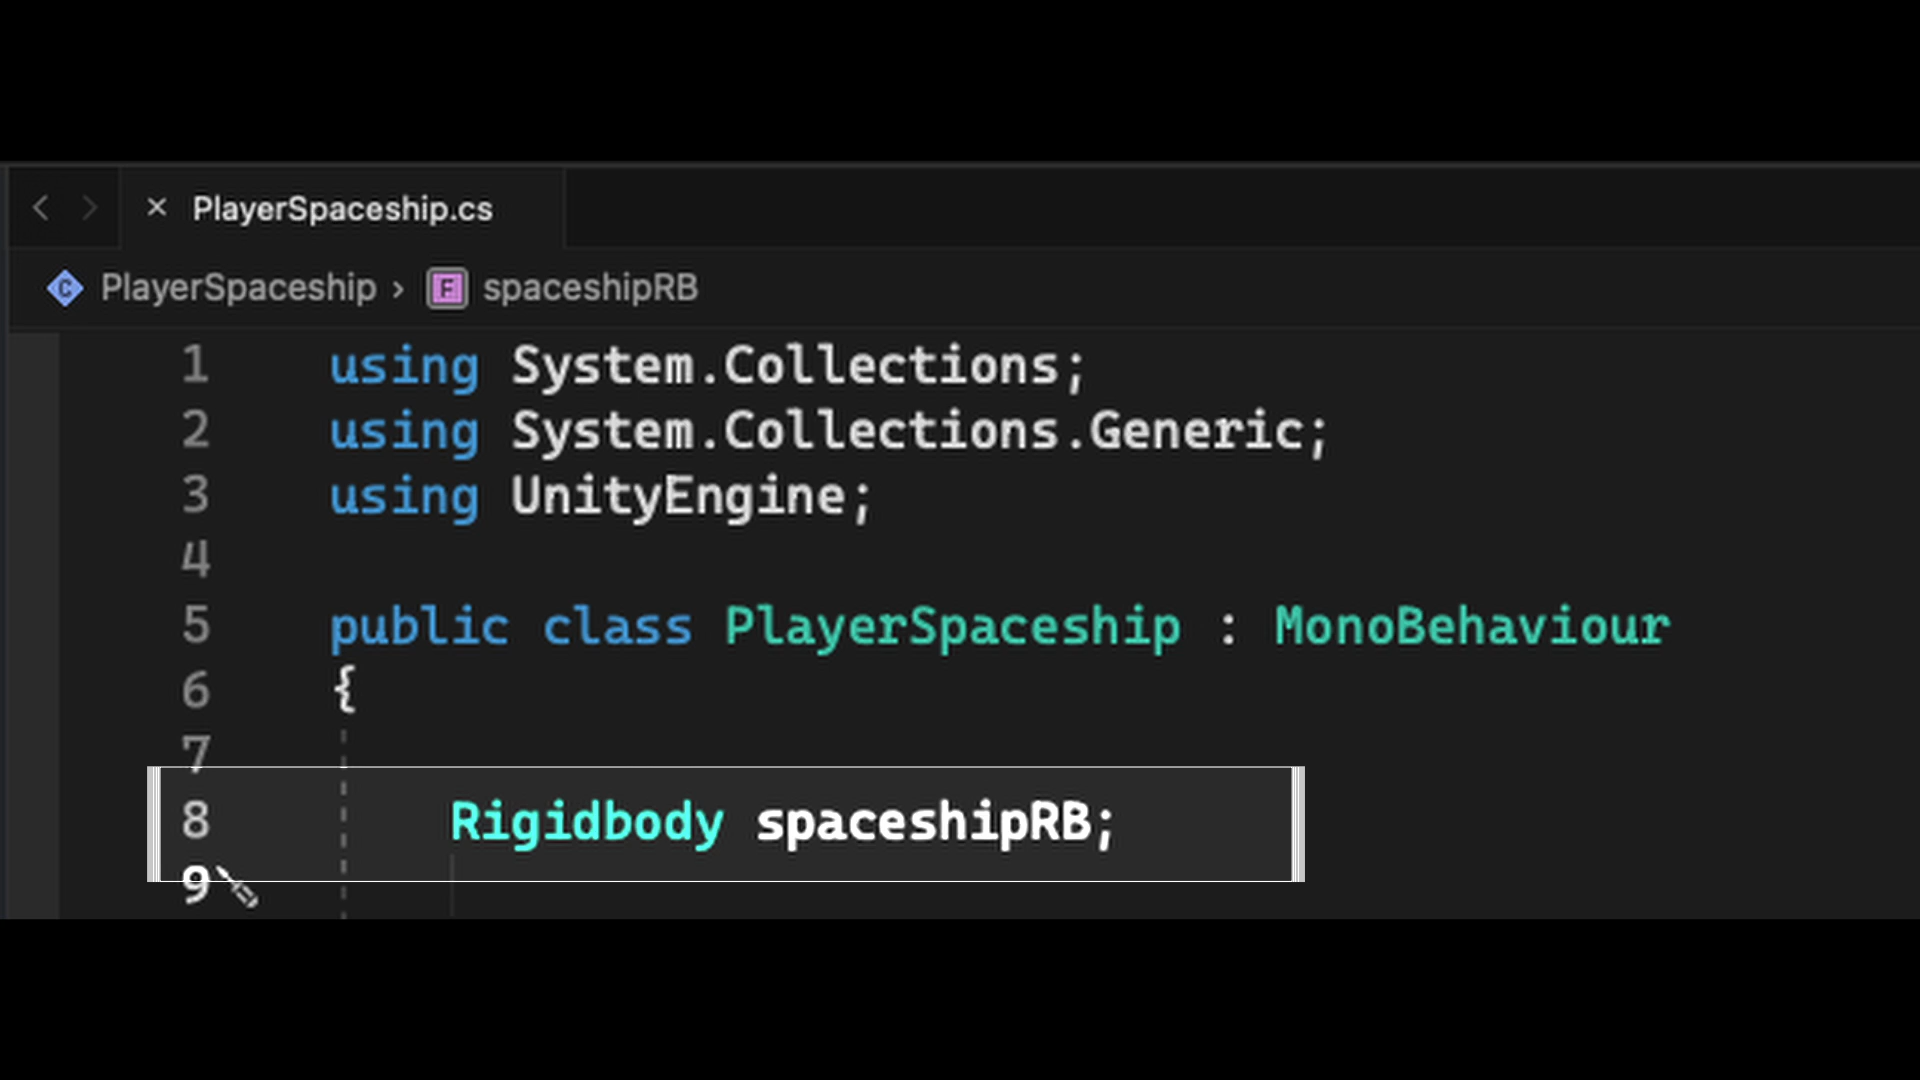 PlayerSpaceship.cs
PlayerSpaceship › F spaceshipRB
1 using System.Collections;
2 using System.Collections.Generic;
3 using UnityEngine;
4
5 public class PlayerSpaceship : MonoBehaviour
6 {
7
8 Rigidbody spaceshipRB;
9